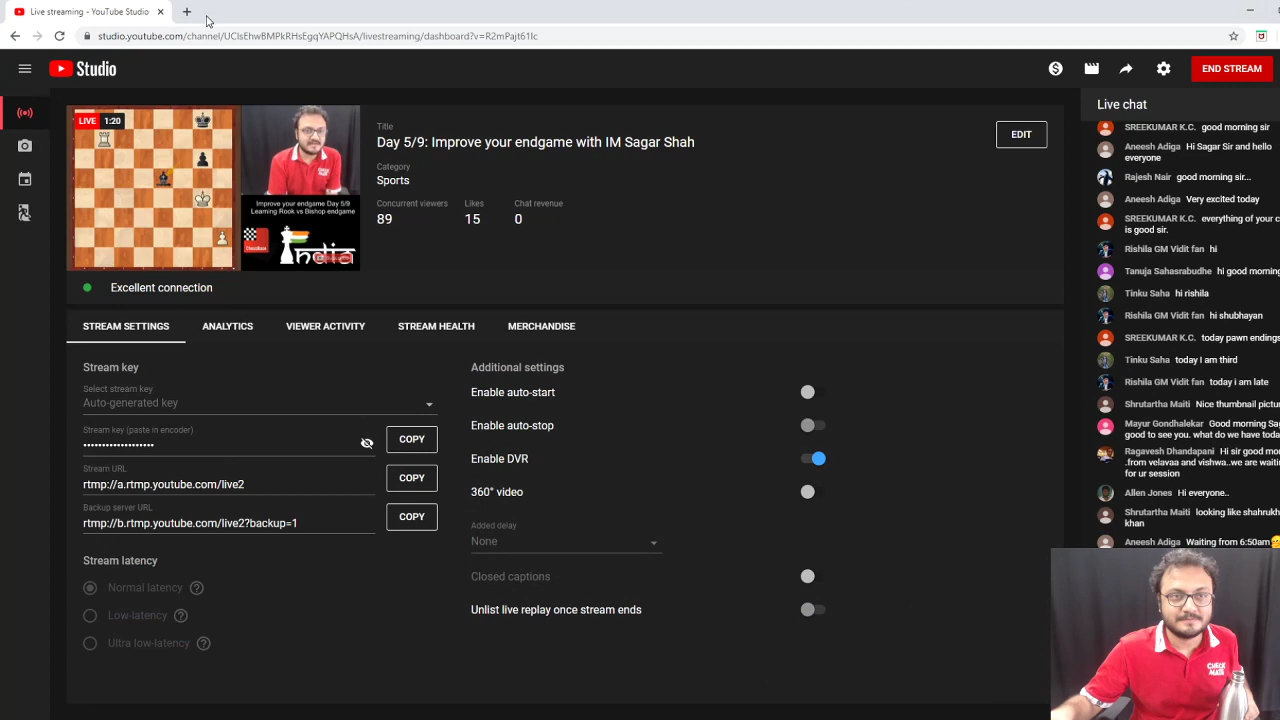 Live streaming - YouTube Studio
studio.youtube.com/channel/UClsEhwBMPkRHsEgqYAPQHsA/livestreaming/dashboard?v=R2mPajt61lc
Studio
END STREAM
LIVE 1:20
Improve your endgame Day 5/9
Learning Rook vs Bishop endgame
ChessBase
India
Title
Day 5/9: Improve your endgame with IM Sagar Shah
EDIT
Category
Sports
Concurrent viewers Likes Chat revenue
89 15 0
Excellent connection
STREAM SETTINGS ANALYTICS VIEWER ACTIVITY STREAM HEALTH MERCHANDISE
Stream key
Select stream key
Auto-generated key
Stream key (paste in encoder)
••••••••••••••••••• COPY
Stream URL
rtmp://a.rtmp.youtube.com/live2 COPY
Backup server URL
rtmp://b.rtmp.youtube.com/live2?backup=1 COPY
Stream latency
Normal latency
Low-latency
Ultra low-latency
Additional settings
Enable auto-start
Enable auto-stop
Enable DVR
360° video
Added delay
None
Closed captions
Unlist live replay once stream ends
Live chat
SREEKUMAR K.C. good morning sir
Aneesh Adiga Hi Sagar Sir and hello
everyone
Rajesh Nair good morning sir...
Aneesh Adiga Very excited today
SREEKUMAR K.C. everything of your c
is good sir.
Rishila GM Vidit fan hi
Tanuja Sahasrabudhe hi good morning
Tinku Saha hi rishila
Rishila GM Vidit fan hi shubhayan
SREEKUMAR K.C. today pawn endings
Tinku Saha today I am third
Rishila GM Vidit fan today i am late
Shrutartha Maiti Nice thumbnail pictur
Mayur Gondhalekar Good morning Sag
good to see you. what do we have toda
Ragavesh Dhandapani Hi sir good morn
.from velavaa and vishwa..we are waitin
for ur session
Allen Jones Hi everyone..
Shrutartha Maiti looking like shahrukh
khan
Aneesh Adiga Waiting from 6:50am
CHECK
MATE